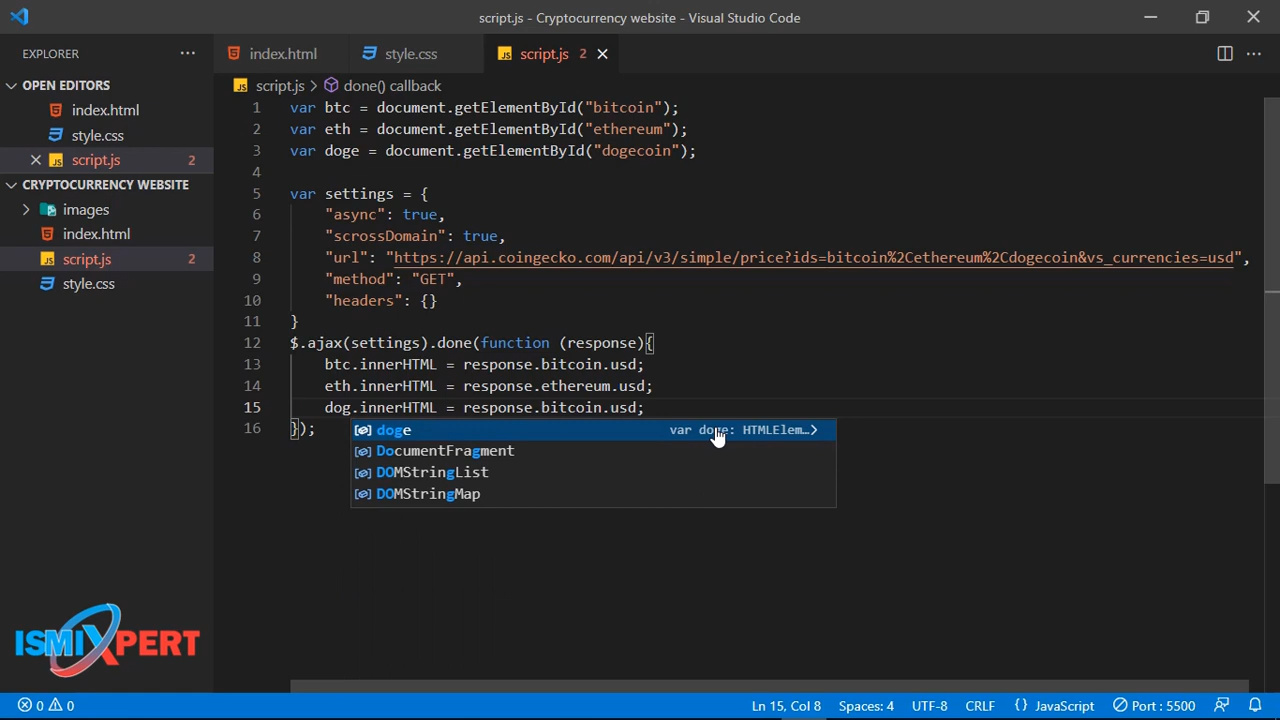 script.js - Cryptocurrency website - Visual Studio Code
EXPLORER
index.html
style.css
script.js 2
OPEN EDITORS
script.js > done() callback
index.html
style.css
script.js 2
CRYPTOCURRENCY WEBSITE
images
index.html
script.js 2
style.css
1 var btc = document.getElementById("bitcoin");
2 var eth = document.getElementById("ethereum");
3 var doge = document.getElementById("dogecoin");
4
5 var settings = {
6 "async": true,
7 "scrossDomain": true,
8 "url": "https://api.coingecko.com/api/v3/simple/price?ids=bitcoin%2Cethereum%2Cdogecoin&vs_currencies=usd",
9 "method": "GET",
10 "headers": {}
11 }
12 $.ajax(settings).done(function (response){
13 btc.innerHTML = response.bitcoin.usd;
14 eth.innerHTML = response.ethereum.usd;
15 dog.innerHTML = response.bitcoin.usd;
16 });
doge var doge: HTMLElem…>
DocumentFragment
DOMStringList
DOMStringMap
ISMIXPERT
0 0
Ln 15, Col 8
Spaces: 4
UTF-8
CRLF
{} JavaScript
Port : 5500